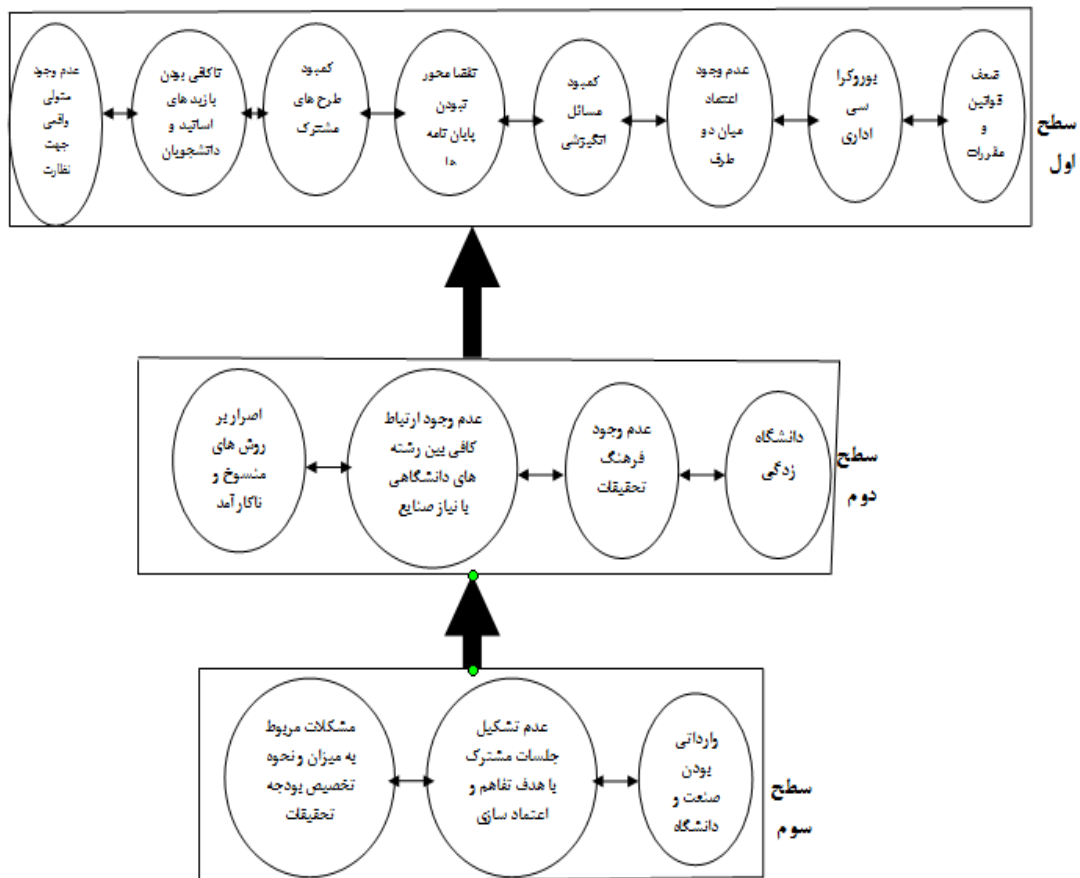 سطح
اول
ضعف
قوانین
و
مقررات
بوروکرا
سی
اداری
عدم وجود
اعتماد
میان دو
طرف
کمبود
مسائل
انگیزشی
تقضا محور
نبودن
پایان نامه
ها
کمبود
طرح های
مشترک
ناکافی بودن
بازید های
اساتید و
دانشجویان
عدم وجود
متولی
واقعی
جهت
نظارت
سطح
دوم
دانشگاه
زدگی
عدم وجود
فرهنگ
تحقیقات
عدم وجود ارتباط
کافی بین رشته
های دانشگاهی
با نیاز صنایع
اصرار بر
روش های
منسوخ و
ناکارآمد
سطح
سوم
وارداتی
بودن
صنعت و
دانشگاه
عدم تشکیل
جلسات مشترک
با هدف تفاهم و
اعتماد سازی
مشکلات مربوط
به میزان و نحوه
تخصیص بودجه
تحقیقات